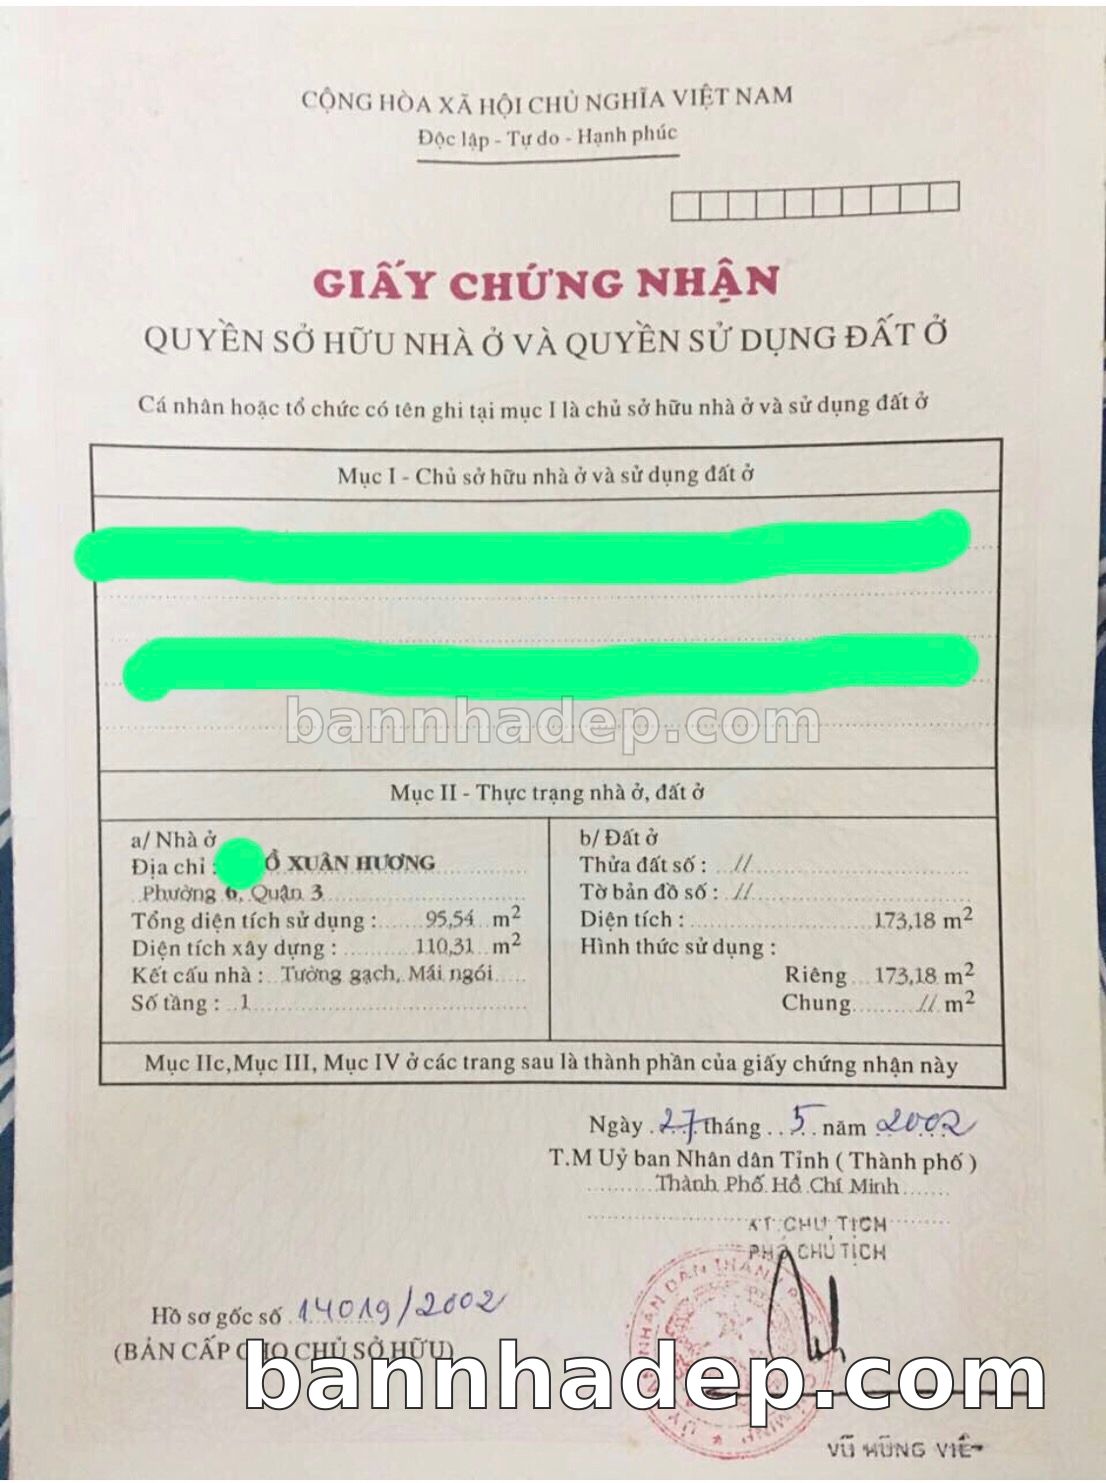 CỘNG HÒA XÃ HỘI CHỦ NGHĨA VIỆT NAM
Độc lập - Tự do - Hạnh phúc
GIẤY CHỨNG NHẬN
QUYỀN SỞ HỮU NHÀ Ở VÀ QUYỀN SỬ DỤNG ĐẤT Ở
Cá nhân hoặc tổ chức có tên ghi tại mục I là chủ sở hữu nhà ở và sử dụng đất ở
Mục I - Chủ sở hữu nhà ở và sử dụng đất ở
bannhadep.com
Mục II - Thực trạng nhà ở, đất ở
a/ Nhà ở
Địa chỉ : Ồ XUÂN HƯƠNG
Phường 6, Quận 3
Tổng diện tích sử dụng : 95,54 m2
Diện tích xây dựng : 110,31 m2
Kết cấu nhà : Tường gạch, Mái ngói
Số tầng : 1
b/ Đất ở
Thửa đất số : //
Tờ bản đồ số : //
Diện tích : 173,18 m2
Hình thức sử dụng :
Riêng 173,18 m2
Chung // m2
Mục IIc,Mục III, Mục IV ở các trang sau là thành phần của giấy chứng nhận này
Ngày 27 tháng 5 năm 2002
T.M Uỷ ban Nhân dân Tỉnh ( Thành phố )
Thành Phố Hồ Chí Minh
KT.CHỦ TỊCH
PHÓ CHỦ TỊCH
Hồ sơ gốc số 14019/2002
(BẢN CẤP CHO CHỦ SỞ HỮU)
bannhadep.com
VŨ HÙNG VIỆT